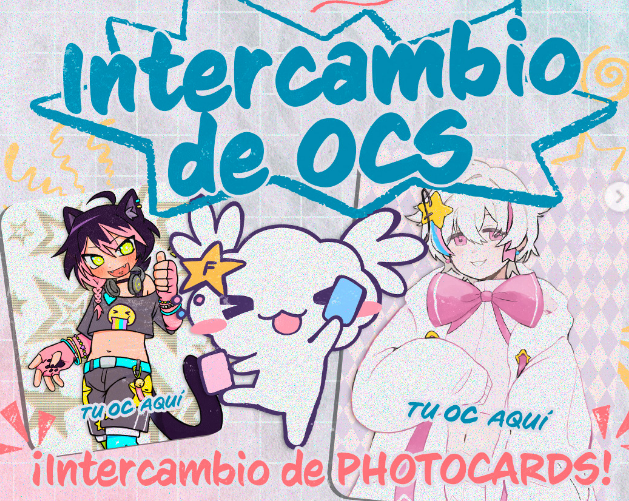 Intercambio
de OCS
TU OC AQUÍ
TU OC AQUÍ
¡Intercambio de PHOTOCARDS!